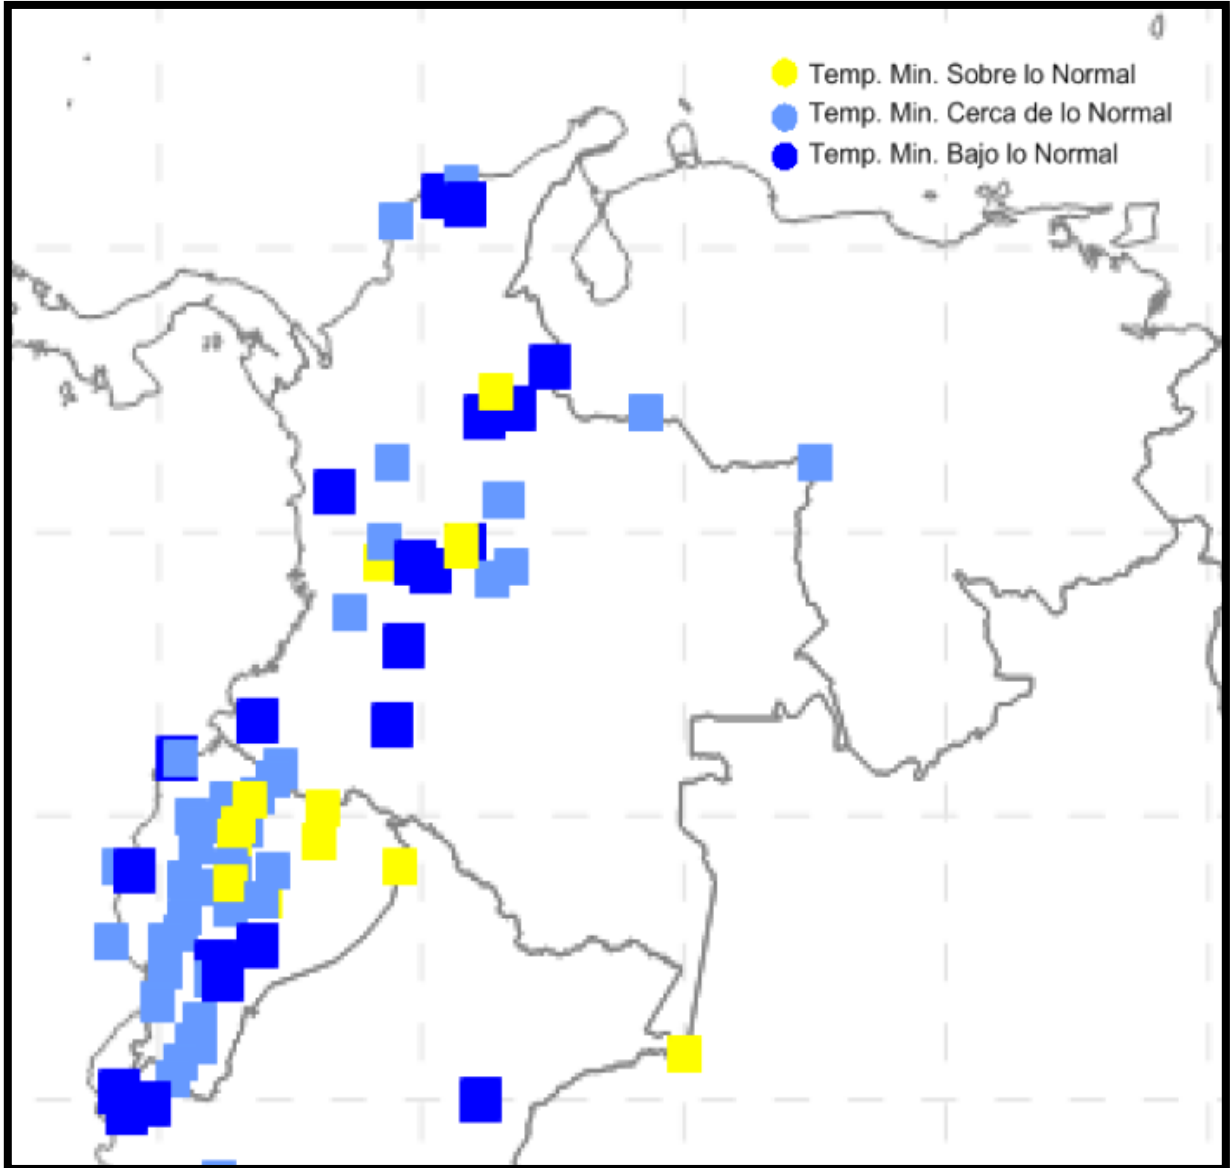 Temp. Min. Sobre lo Normal
Temp. Min. Cerca de lo Normal
Temp. Min. Bajo lo Normal